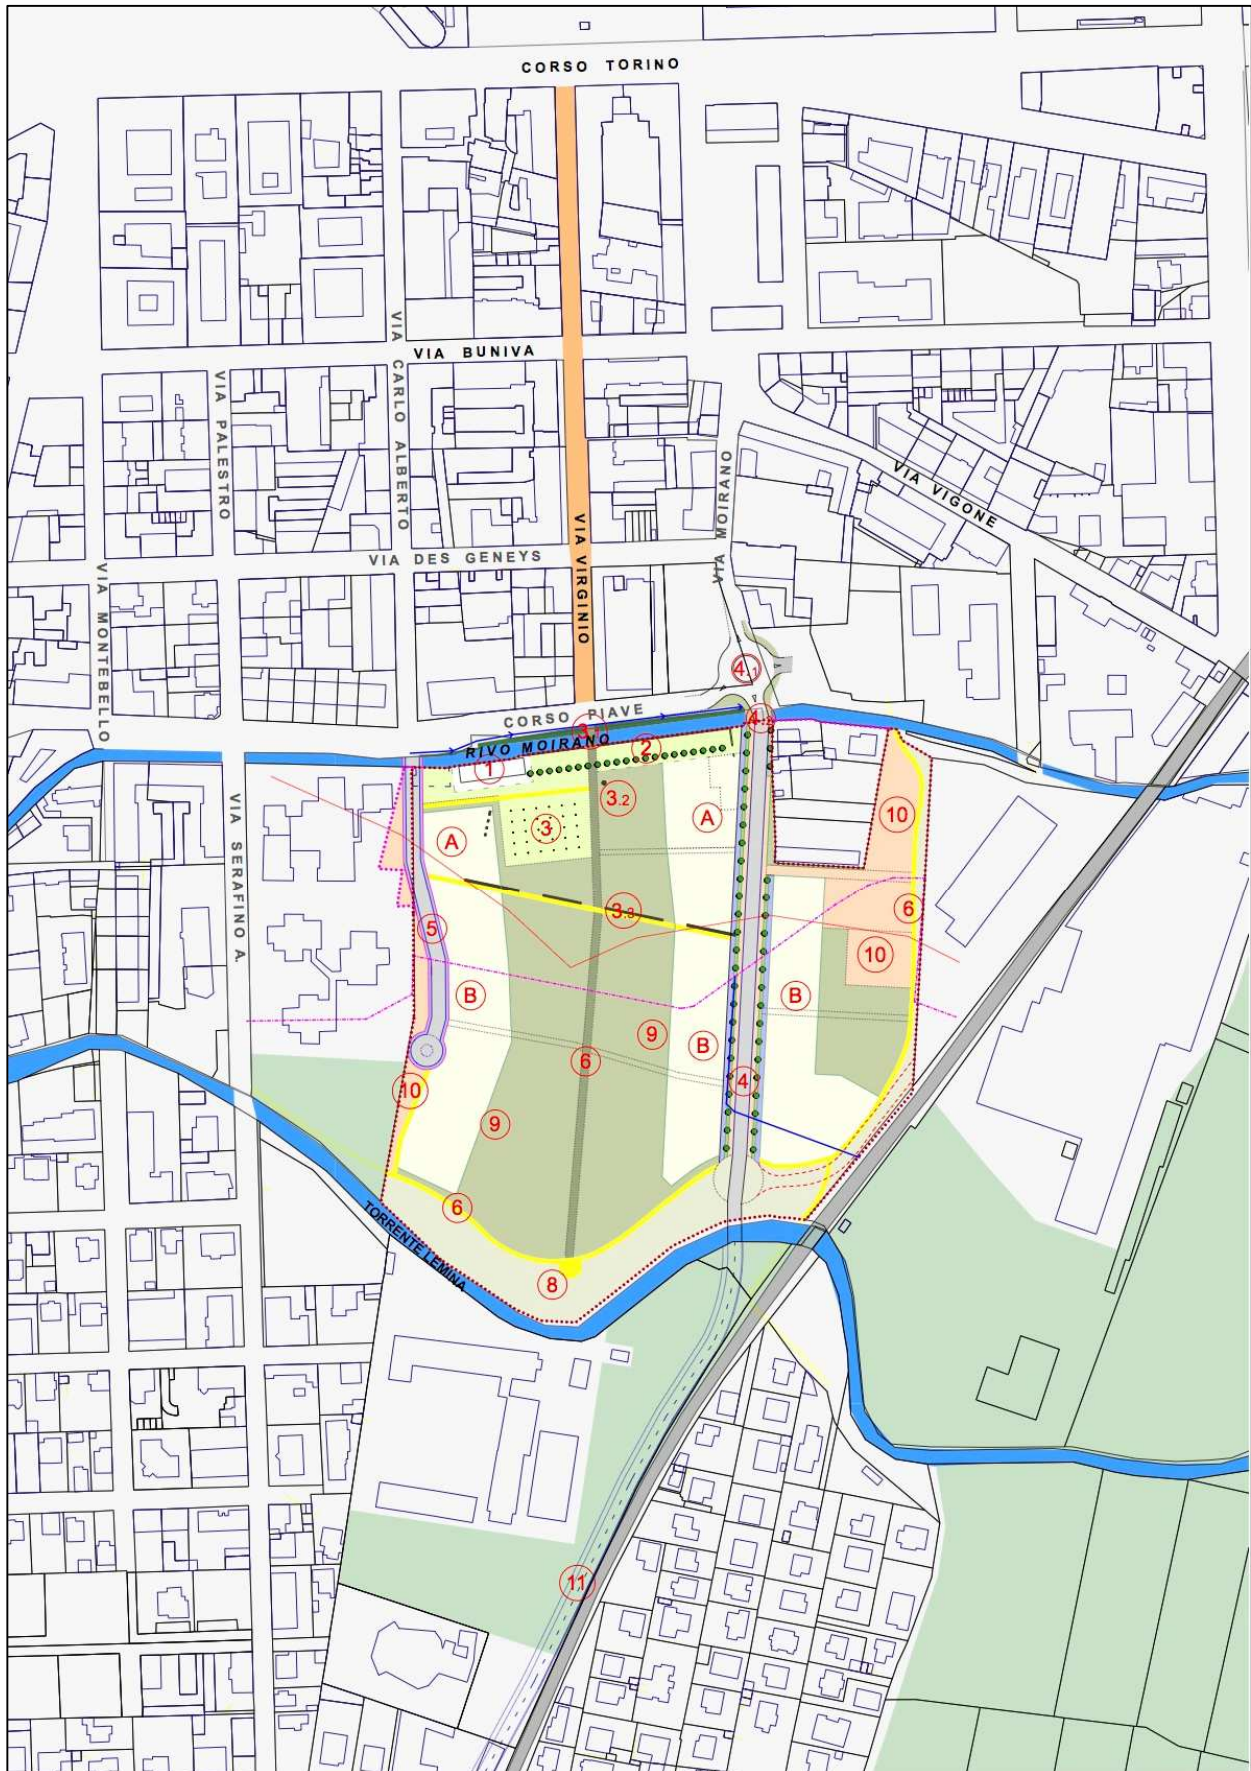 CORSO TORINO
VIA BUNIVA
VIA CARLO ALBERTO
VIA PALESTRO
VIA VIGONE
VIA MOIRANO
VIA VIRGINIO
VIA DES GENEYS
VIA MONTEBELLO
4.1
CORSO PIAVE
4.2
3.1
RIVO MOIRANO
2
1
VIA SERAFINO A.
3.2
A
3
A
10
3.3
6
5
10
B
B
9
B
6
4
10
9
6
TORRENTE LEMINA
8
11